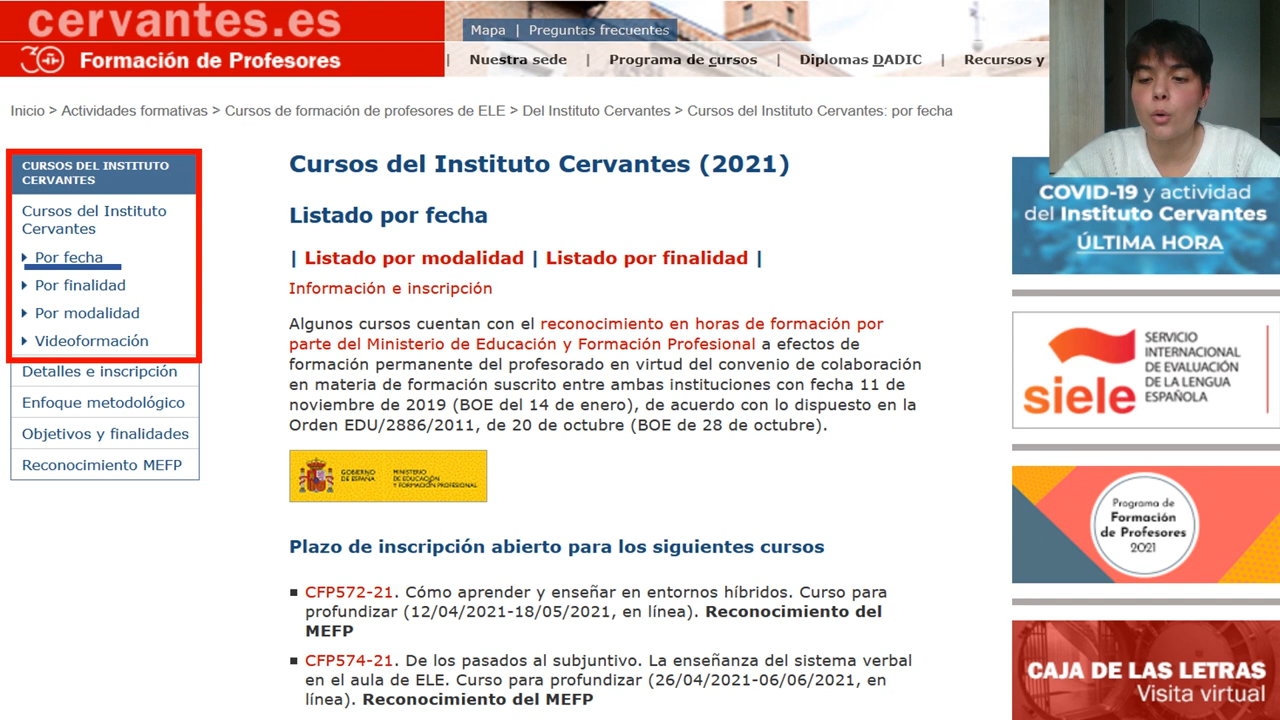 cervantes.es
Formación de Profesores
Mapa | Preguntas frecuentes
| Nuestra sede | Programa de cursos | Diplomas DADIC | Recursos y
Inicio > Actividades formativas > Cursos de formación de profesores de ELE > Del Instituto Cervantes > Cursos del Instituto Cervantes: por fecha
CURSOS DEL INSTITUTO
CERVANTES
Cursos del Instituto
Cervantes
Por fecha
Por finalidad
Por modalidad
Videoformación
Detalles e inscripción
Enfoque metodológico
Objetivos y finalidades
Reconocimiento MEFP
Cursos del Instituto Cervantes (2021)
Listado por fecha
| Listado por modalidad | Listado por finalidad |
Información e inscripción
Algunos cursos cuentan con el reconocimiento en horas de formación por
parte del Ministerio de Educación y Formación Profesional a efectos de
formación permanente del profesorado en virtud del convenio de colaboración
en materia de formación suscrito entre ambas instituciones con fecha 11 de
noviembre de 2019 (BOE del 14 de enero), de acuerdo con lo dispuesto en la
Orden EDU/2886/2011, de 20 de octubre (BOE de 28 de octubre).
GOBIERNO
DE ESPAÑA
MINISTERIO
DE EDUCACIÓN
Y FORMACIÓN PROFESIONAL
Plazo de inscripción abierto para los siguientes cursos
CFP572-21. Cómo aprender y enseñar en entornos híbridos. Curso para
profundizar (12/04/2021-18/05/2021, en línea). Reconocimiento del
MEFP
CFP574-21. De los pasados al subjuntivo. La enseñanza del sistema verbal
en el aula de ELE. Curso para profundizar (26/04/2021-06/06/2021, en
línea). Reconocimiento del MEFP
COVID-19 y actividad
del Instituto Cervantes
ÚLTIMA HORA
siele
SERVICIO
INTERNACIONAL
DE EVALUACIÓN
DE LA LENGUA
ESPAÑOLA
Programa de
Formación
de Profesores
2021
CAJA DE LAS LETRAS
Visita virtual